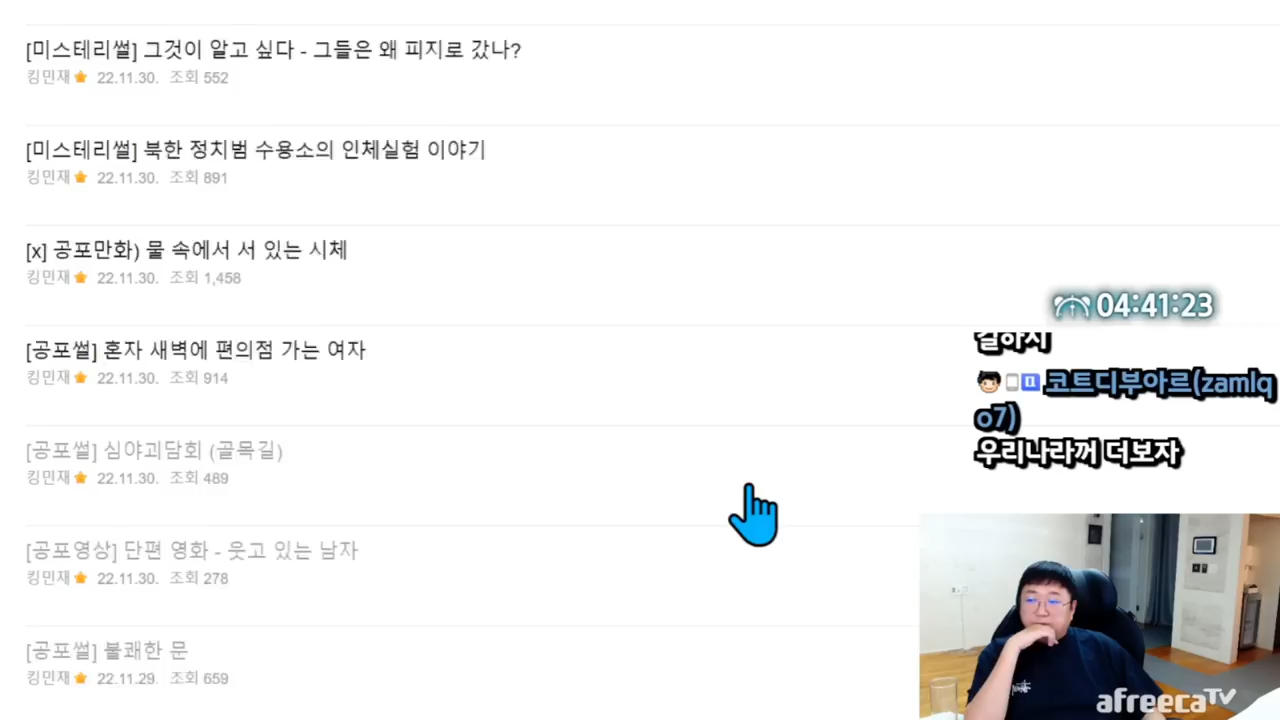 [미스테리썰] 그것이 알고 싶다 - 그들은 왜 피지로 갔나?
킹민재 22.11.30. 조회 552
[미스테리썰] 북한 정치범 수용소의 인체실험 이야기
킹민재 22.11.30. 조회 891
[x] 공포만화) 물 속에서 서 있는 시체
킹민재 22.11.30. 조회 1,458
[공포썰] 혼자 새벽에 편의점 가는 여자
킹민재 22.11.30. 조회 914
[공포썰] 심야괴담회 (골목길)
킹민재 22.11.30. 조회 489
[공포영상] 단편 영화 - 웃고 있는 남자
킹민재 22.11.30. 조회 278
[공포썰] 불쾌한 문
킹민재 22.11.29. 조회 659
04:41:23
코트디부아르(zamlq
o7)
우리나라꺼 더보자
afreecaTV